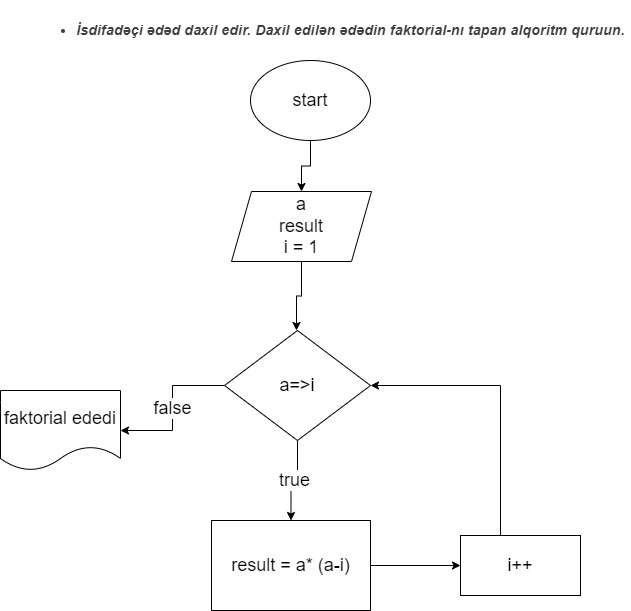 İsdifadəçi ədəd daxil edir. Daxil edilən ədədin faktorial-nı tapan alqoritm quruun.
start
a
result
i = 1
a=>i
false
faktorial ededi
true
result = a* (a-i)
i++